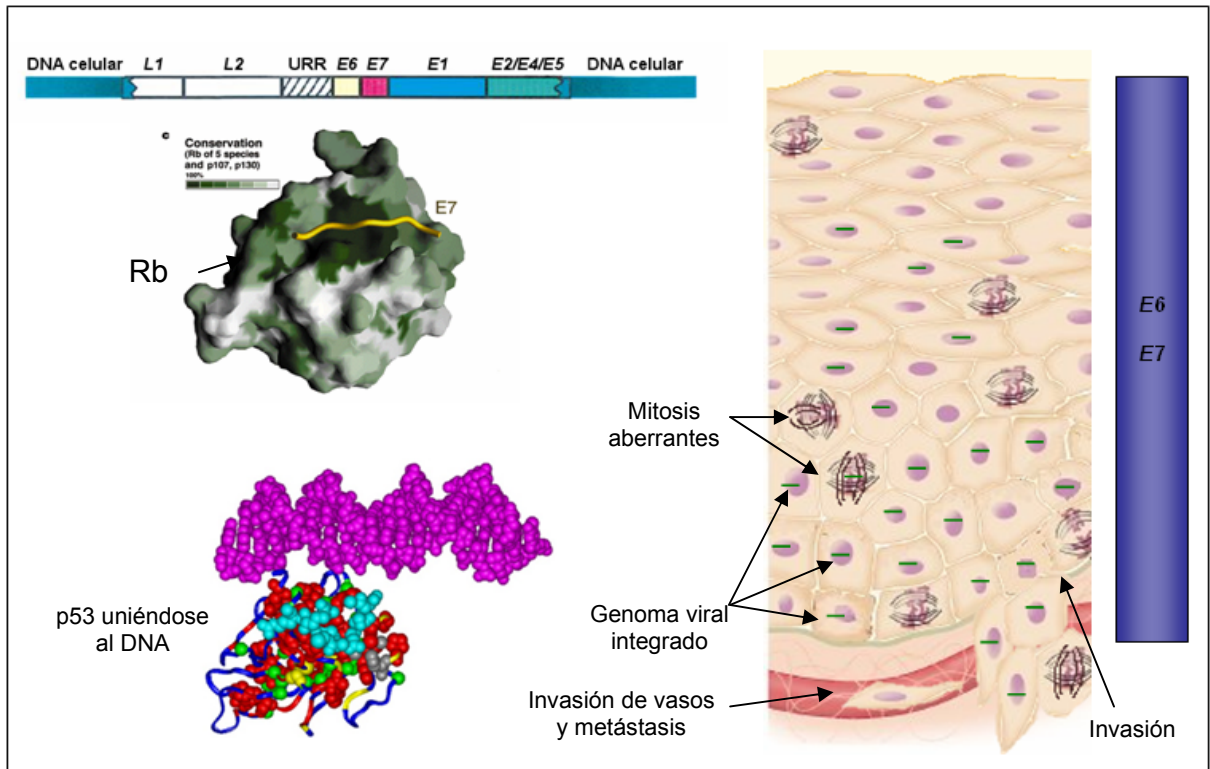 DNA celular L1 L2 URR E6 E7 E1 E2/E4/E5 DNA celular
c
Conservation
(Rb of 5 species
and p107, p130)
100%
E7
Rb
p53 uniéndose
al DNA
Mitosis
aberrantes
Genoma viral
integrado
Invasión de vasos
y metástasis
Invasión
E6
E7